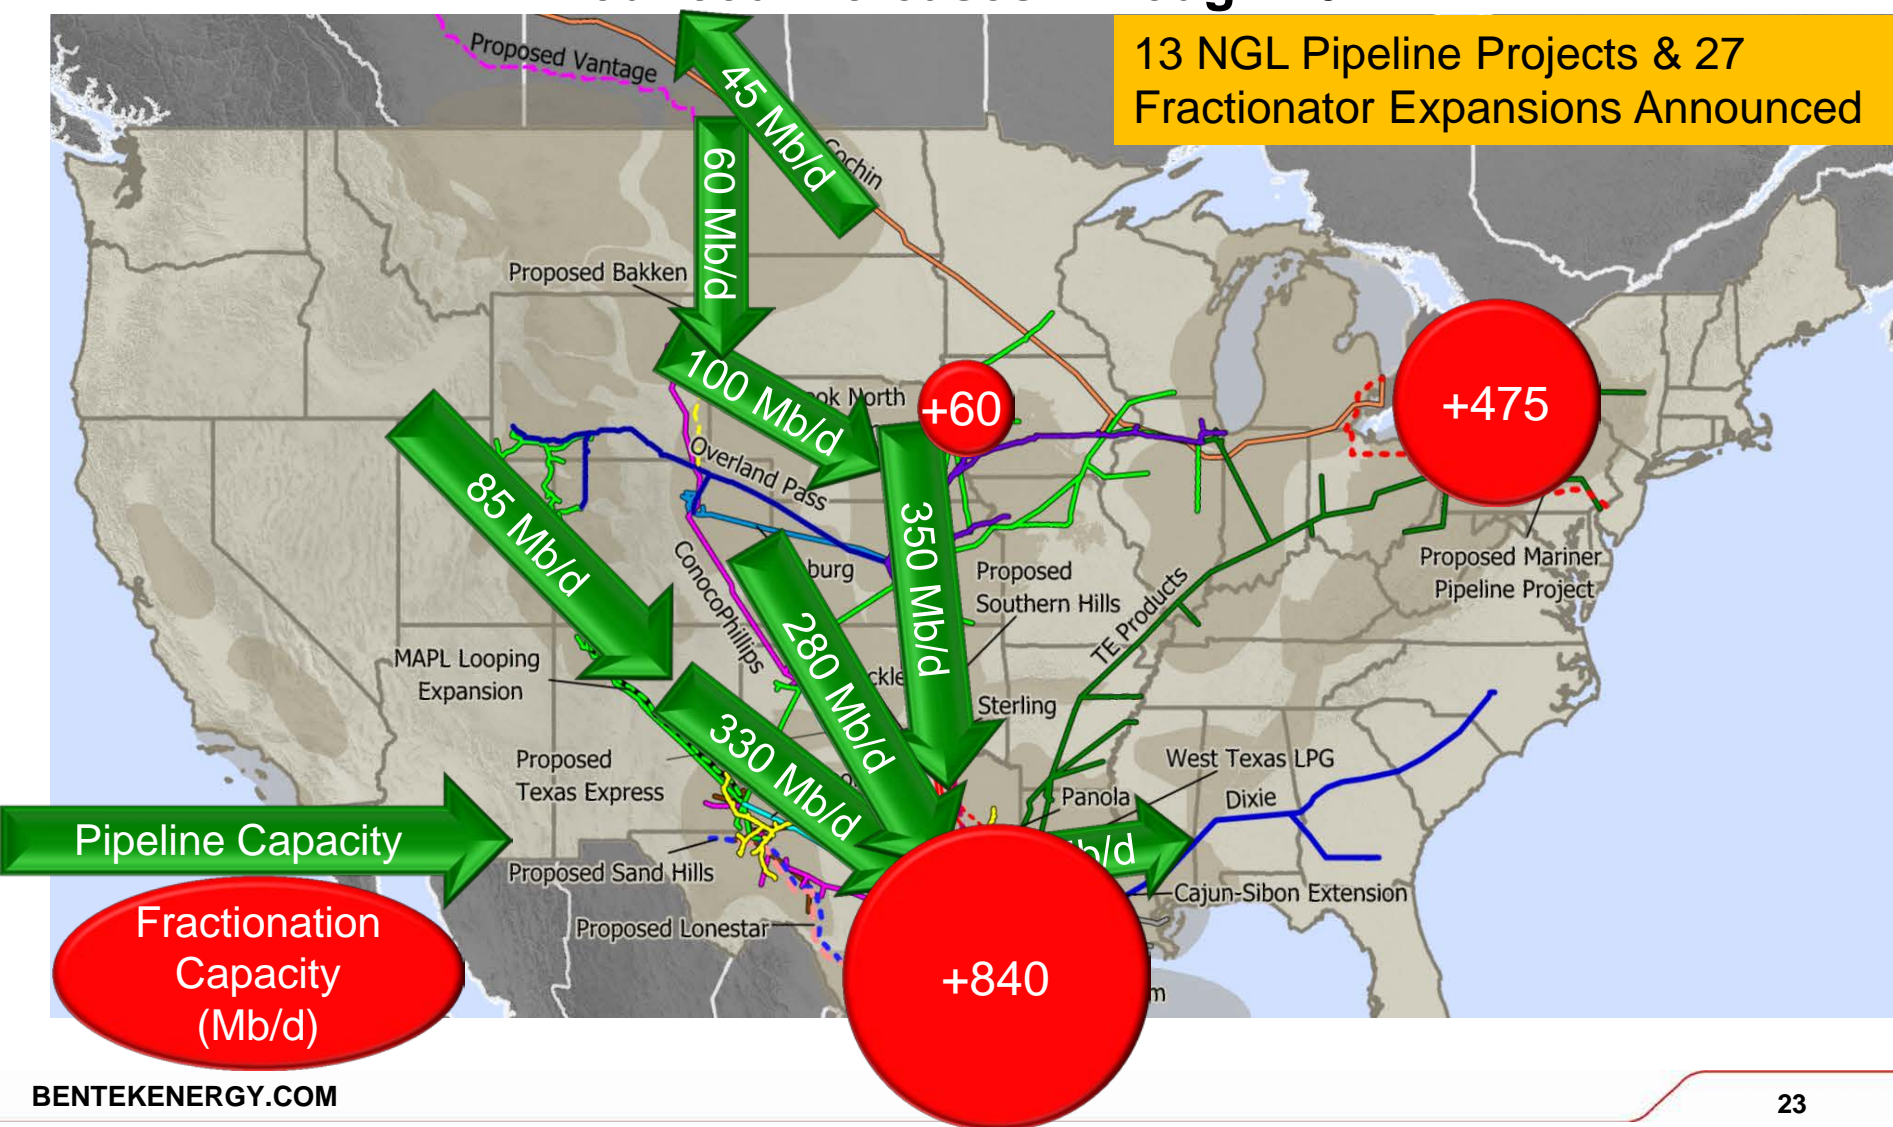 13 NGL Pipeline Projects & 27
Fractionator Expansions Announced
Proposed Vantage
45 Mb/d
Cochin
60 Mb/d
Proposed Bakken
100 Mb/d
North
+60
+475
Overland Pass
85 Mb/d
350 Mb/d
ConocoPhillips
burg
Proposed
Southern Hills
TE Products
Proposed Mariner
Pipeline Project
280 Mb/d
MAPL Looping
Expansion
Sterling
330 Mb/d
Proposed
Texas Express
West Texas LPG
Panola
Dixie
b/d
Pipeline Capacity
Proposed Sand Hills
Cajun-Sibon Extension
Proposed Lonestar
Fractionation
Capacity
(Mb/d)
+840
BENTEKENERGY.COM
23